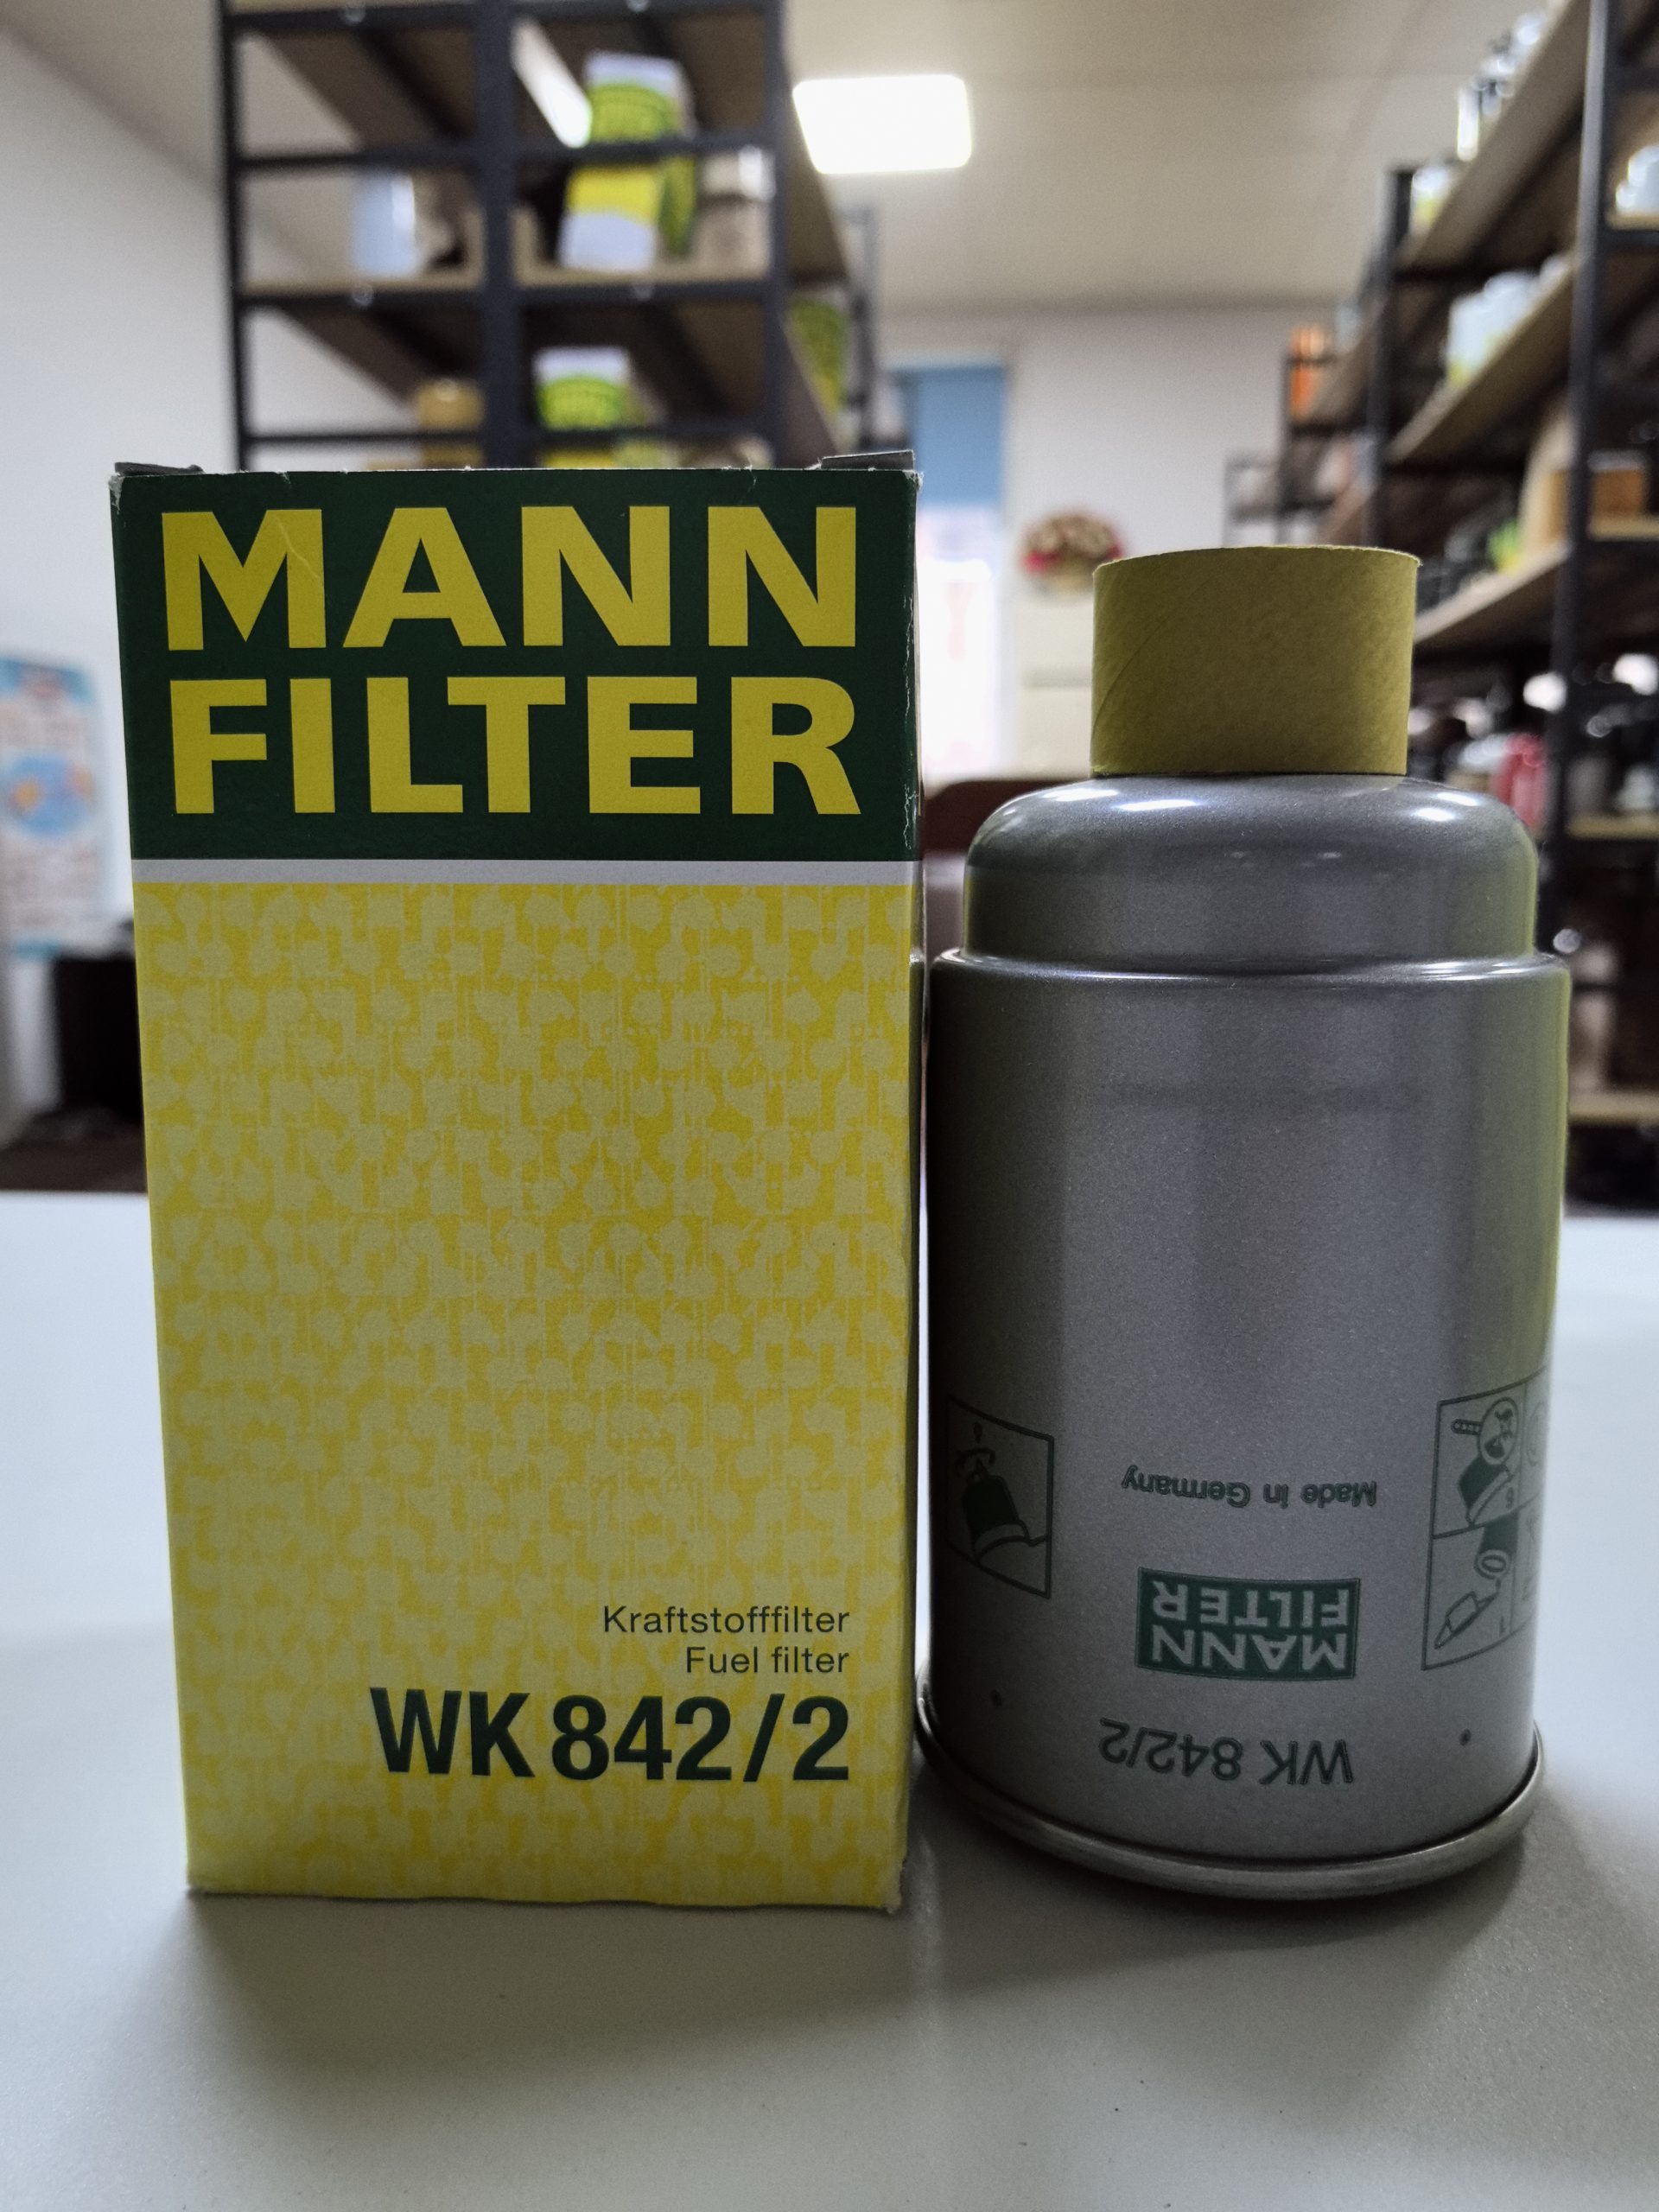 MANN
FILTER
Kraftstofffilter
Fuel filter
WK 842/2
WK 842/2
MANN
FILTER
Made in Germany